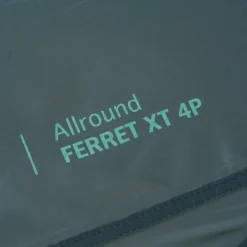 Allround
FERRET XT 4P